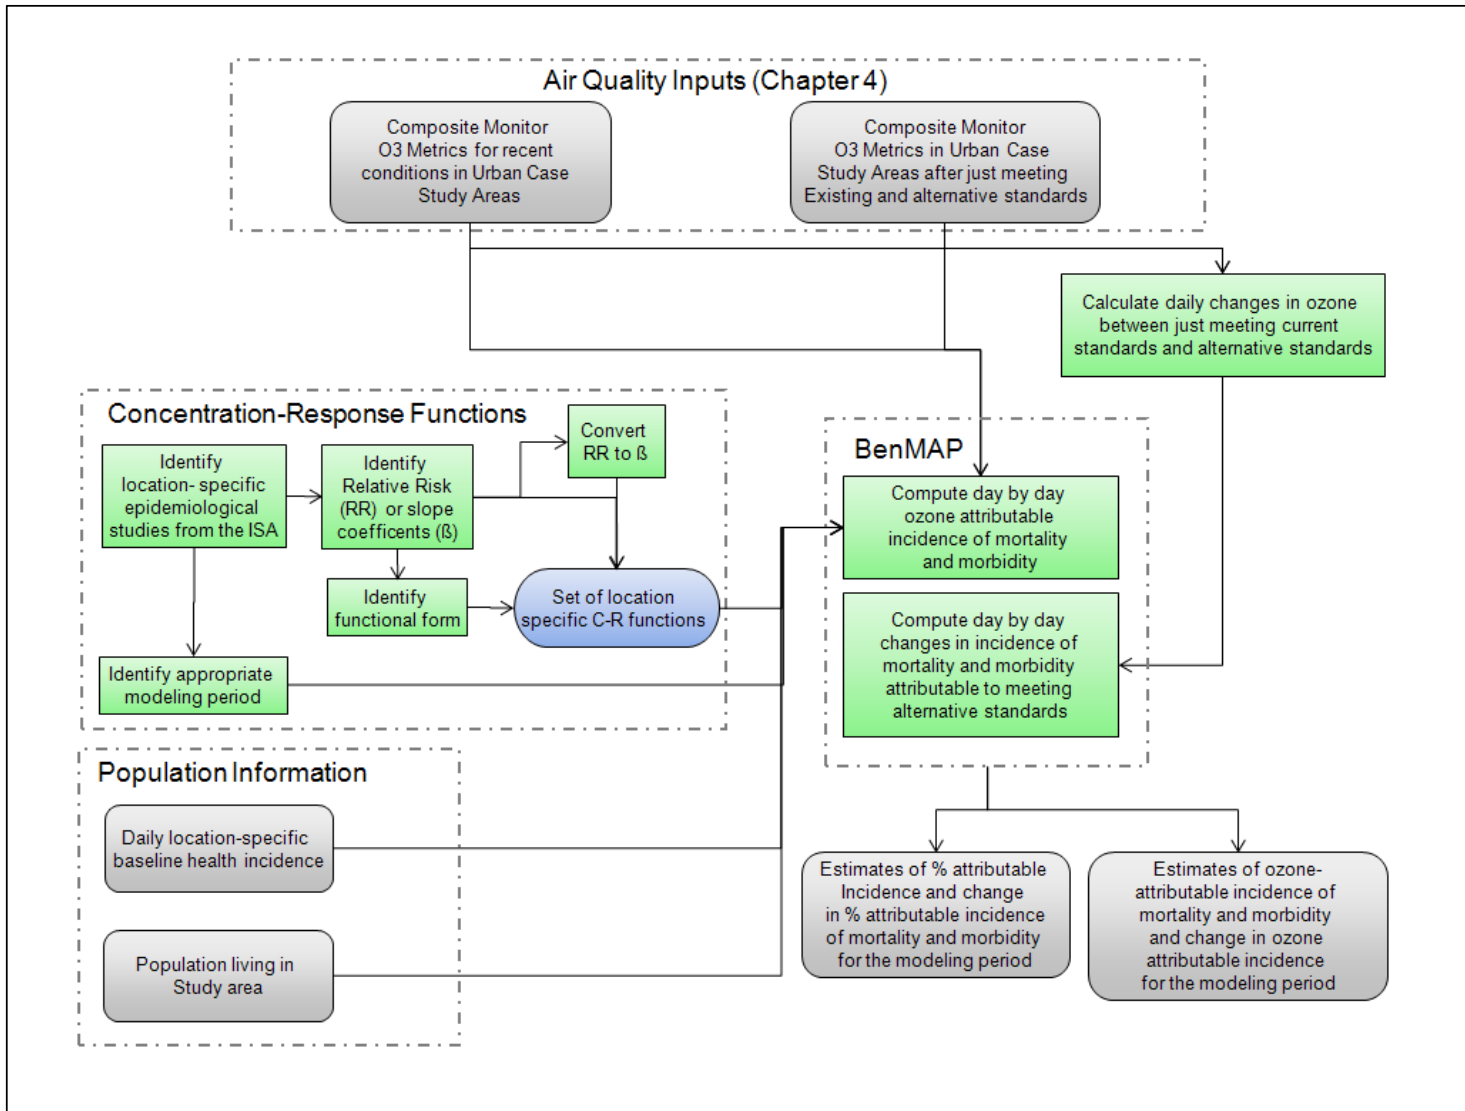 Air Quality Inputs (Chapter 4)
Composite Monitor
O3 Metrics for recent
conditions in Urban Case
Study Areas
Composite Monitor
O3 Metrics in Urban Case
Study Areas after just meeting
Existing and alternative standards
Calculate daily changes in ozone
between just meeting current
standards and alternative standards
Concentration-Response Functions
Identify
location- specific
epidemiological
studies from the ISA
Identify
Relative Risk
(RR) or slope
coefficents (ß)
Convert
RR to ß
Identify
functional form
Set of location
specific C-R functions
Identify appropriate
modeling period
BenMAP
Compute day by day
ozone attributable
incidence of mortality
and morbidity
Compute day by day
changes in incidence of
mortality and morbidity
attributable to meeting
alternative standards
Population Information
Daily location-specific
baseline health incidence
Population living in
Study area
Estimates of % attributable
Incidence and change
in % attributable incidence
of mortality and morbidity
for the modeling period
Estimates of ozone-
attributable incidence of
mortality and morbidity
and change in ozone
attributable incidence
for the modeling period